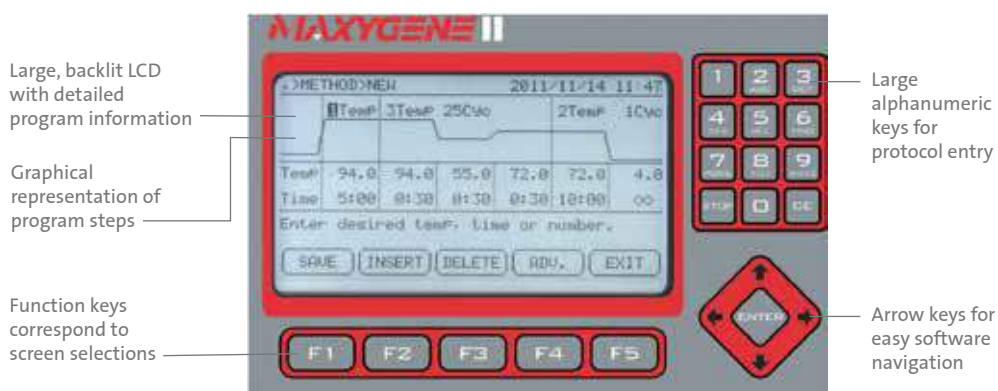 MAXYGENE II
Large, backlit LCD
with detailed
program information
Graphical
representation of
program steps
Function keys
correspond to
screen selections
.>METHOD>NEW 2011/11/14 11:47
1Temp 3Temp 25Cyc 2Temp 1Cyc
Temp 94.0 94.0 55.0 72.0 72.0 4.0
Time 5:00 0:30 0:30 0:30 10:00 ∞
Enter desired temp, time or number.
SAVE INSERT DELETE ADV. EXIT
F1 F2 F3 F4 F5
1 2 3
4 5 6
7 8 9
STOP 0 CE
ENTER
Large
alphanumeric
keys for
protocol entry
Arrow keys for
easy software
navigation